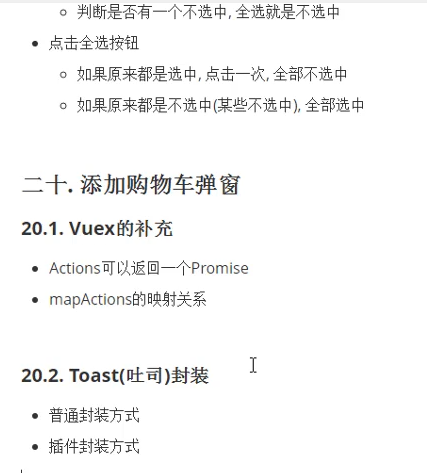 判断是否有一个不选中, 全选就是不选中
点击全选按钮
如果原来都是选中, 点击一次, 全部不选中
如果原来都是不选中(某些不选中), 全部选中
二十. 添加购物车弹窗
20.1. Vuex的补充
Actions可以返回一个Promise
mapActions的映射关系
20.2. Toast(吐司)封装
普通封装方式
插件封装方式